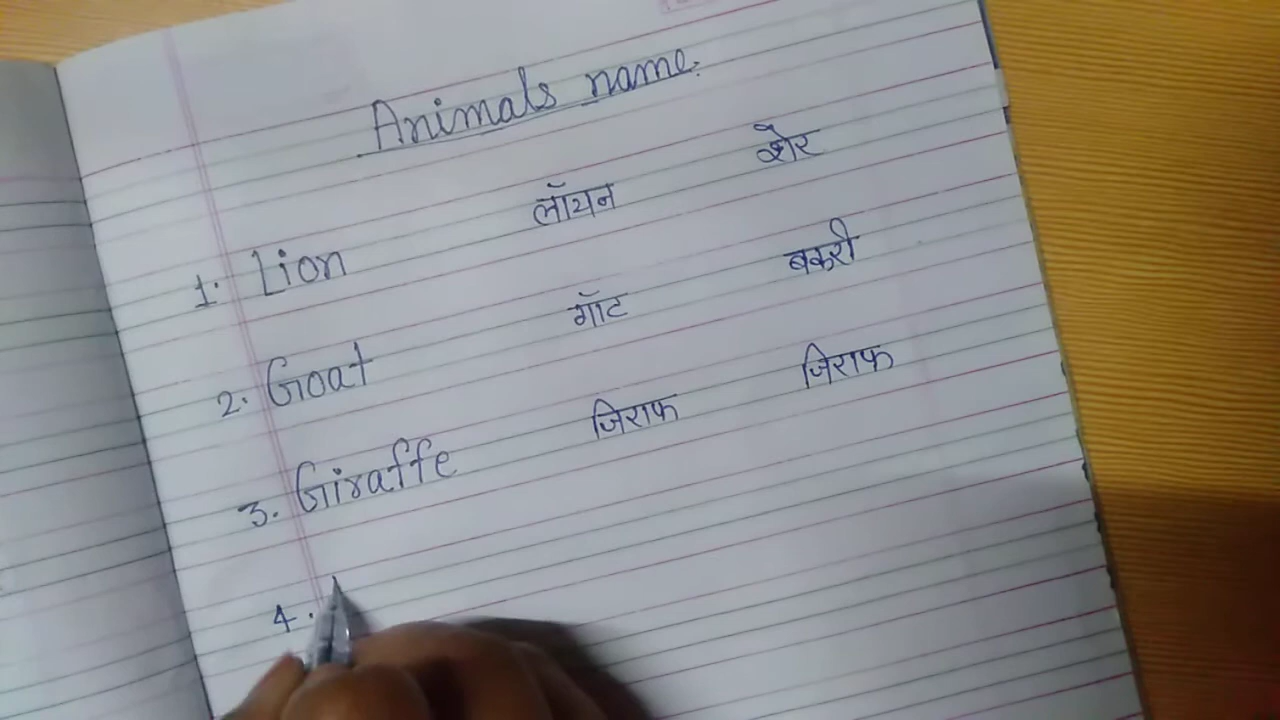 Animals name.
1. Lion लॉयन शेर
2. Goat गॉट बकरी
3. Giraffe जिराफ जिराफ
4.